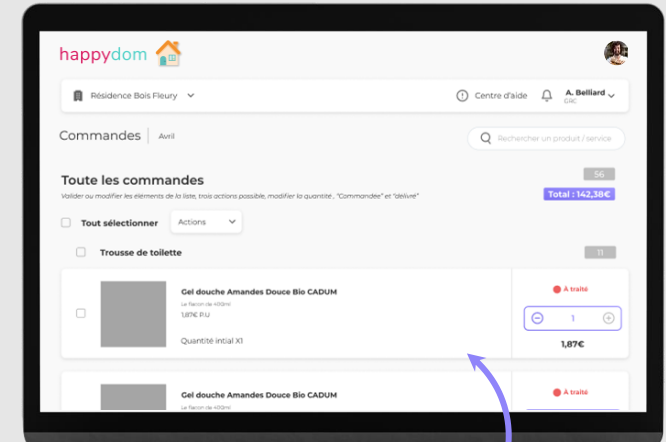 happydom
Résidence Bois Fleury
Centre d'aide
A. Belliard
GRC
Commandes
Avril
Rechercher un produit / service
Toute les commandes
56
Valider ou modifier les éléments de la liste, trois actions possible, modifier la quantité , "Commandée" et "délivré"
Total : 142,38€
Tout sélectionner
Actions
Trousse de toilette
11
Gel douche Amandes Douce Bio CADUM
Le flacon de 400ml
1,87€ P.U
Quantité intial X1
À traité
1
1,87€
Gel douche Amandes Douce Bio CADUM
Le flacon de 400ml
À traité